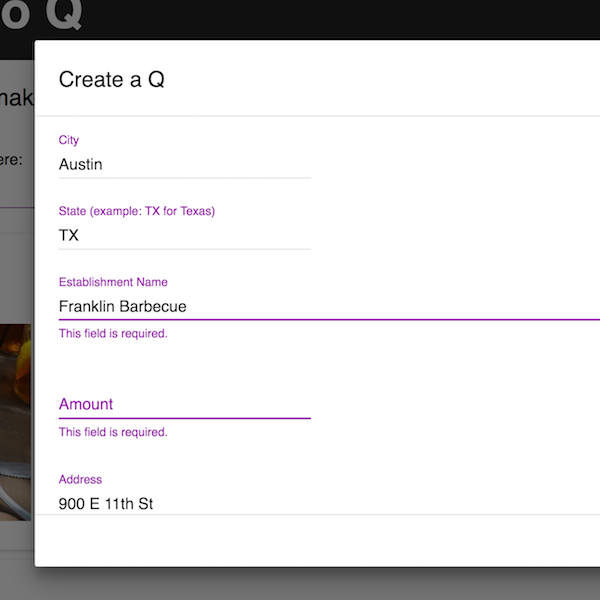 o Q
Create a Q
mak
ere:
City
Austin
State (example: TX for Texas)
TX
Establishment Name
Franklin Barbecue
This field is required.
Amount
This field is required.
Address
900 E 11th St